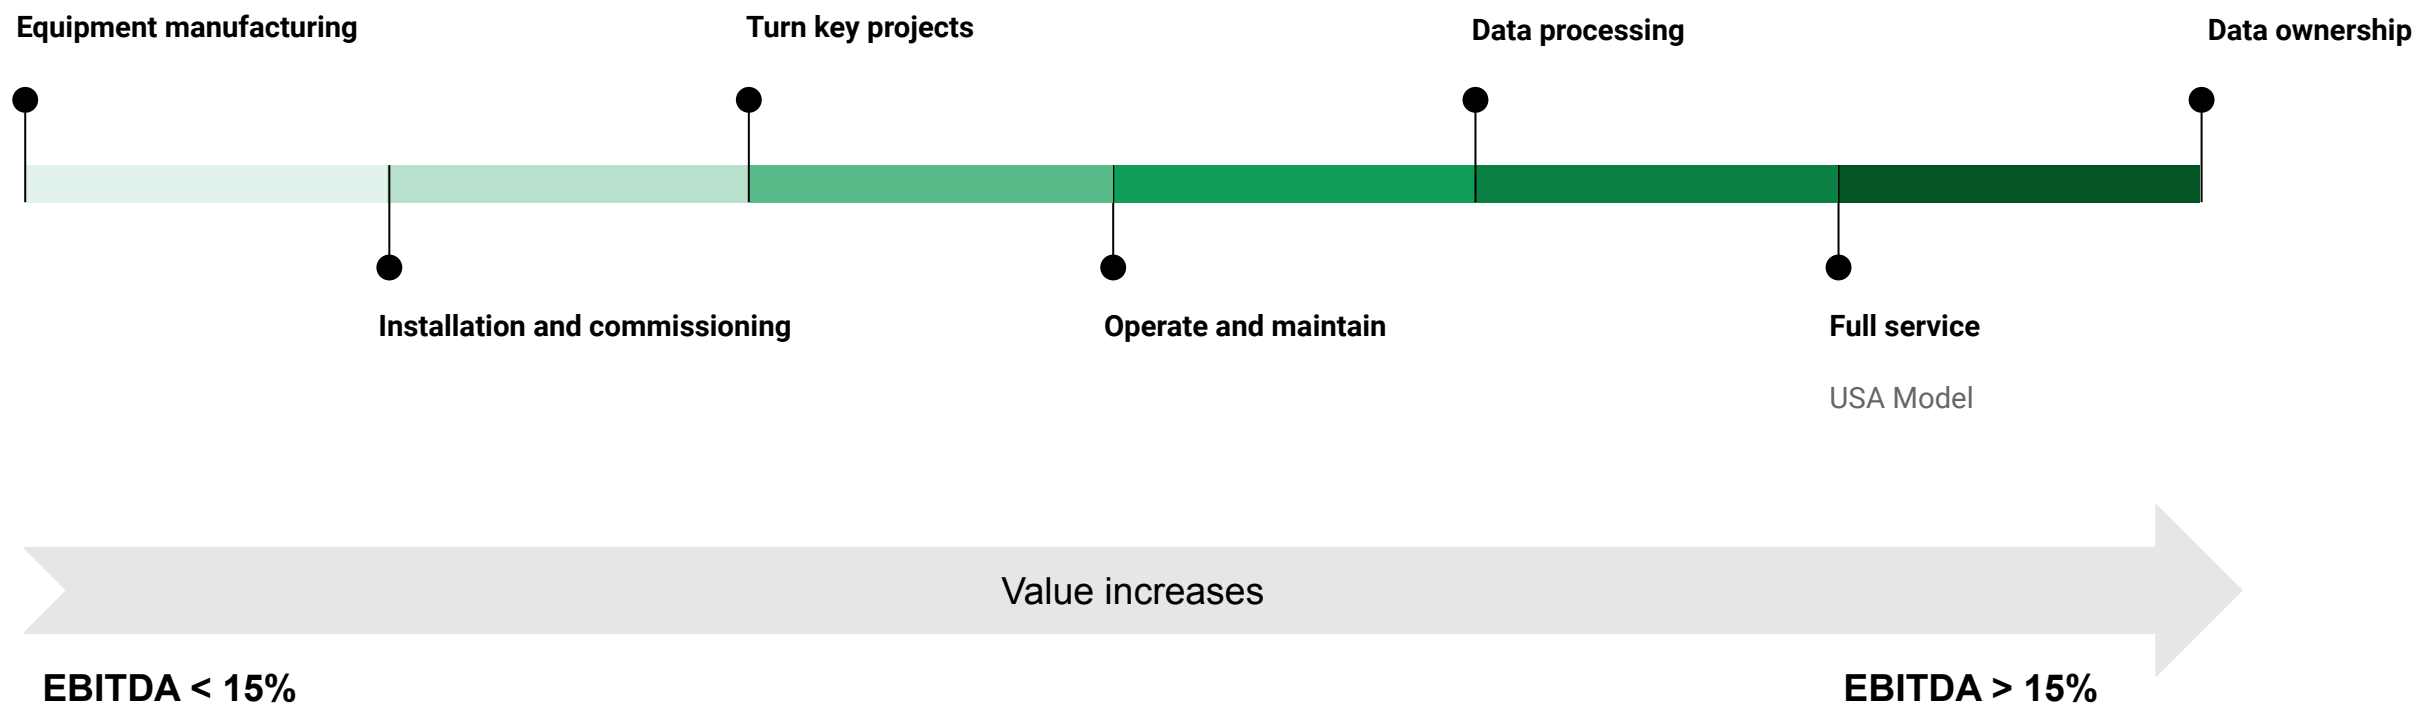 Equipment manufacturing
Turn key projects
Data processing
Data ownership
Installation and commissioning
Operate and maintain
Full service
USA Model
Value increases
EBITDA < 15%
EBITDA > 15%